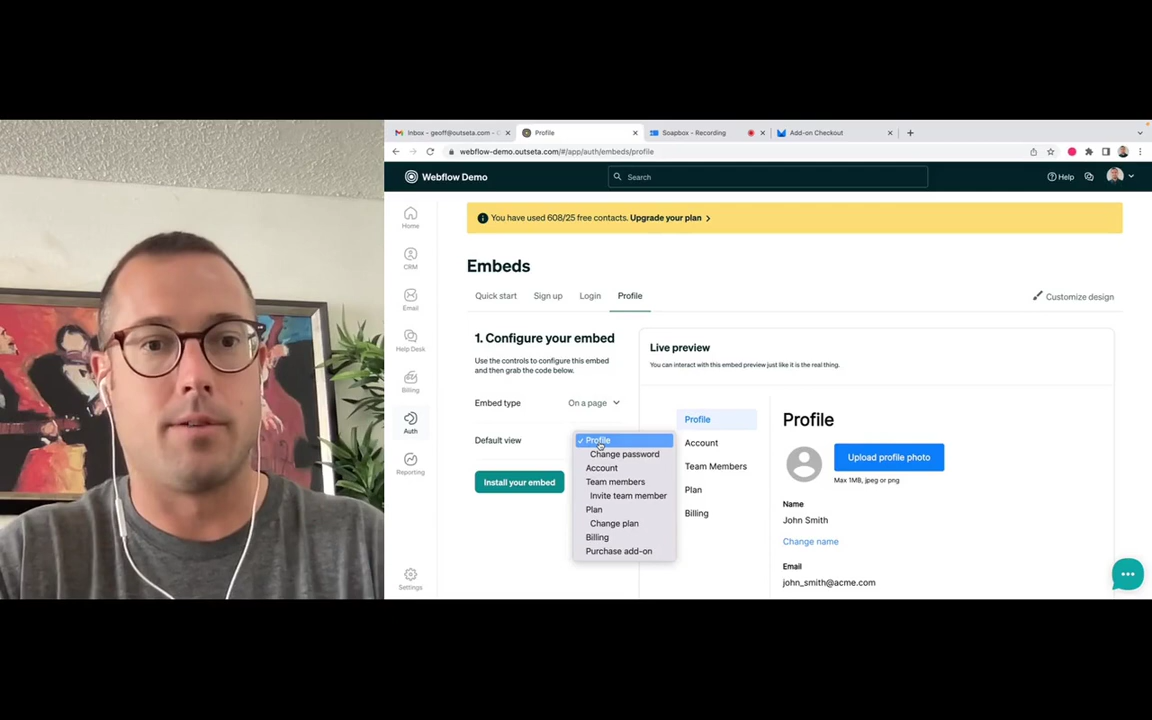 Inbox - geoff@outseta.com - G
Profile
Soapbox - Recording
Add-on Checkout
webflow-demo.outseta.com/#/app/auth/embeds/profile
Webflow Demo
Search
Help
Home
CRM
Email
Help Desk
Billing
Auth
Reporting
Settings
You have used 608/25 free contacts. Upgrade your plan
Embeds
Quick start
Sign up
Login
Profile
Customize design
1. Configure your embed
Use the controls to configure this embed
and then grab the code below.
Embed type
On a page
Default view
Profile
Change password
Account
Team members
Invite team member
Plan
Change plan
Billing
Purchase add-on
Install your embed
Live preview
You can interact with this embed preview just like it is the real thing.
Profile
Account
Team Members
Plan
Billing
Profile
Upload profile photo
Max 1MB, jpeg or png
Name
John Smith
Change name
Email
john_smith@acme.com